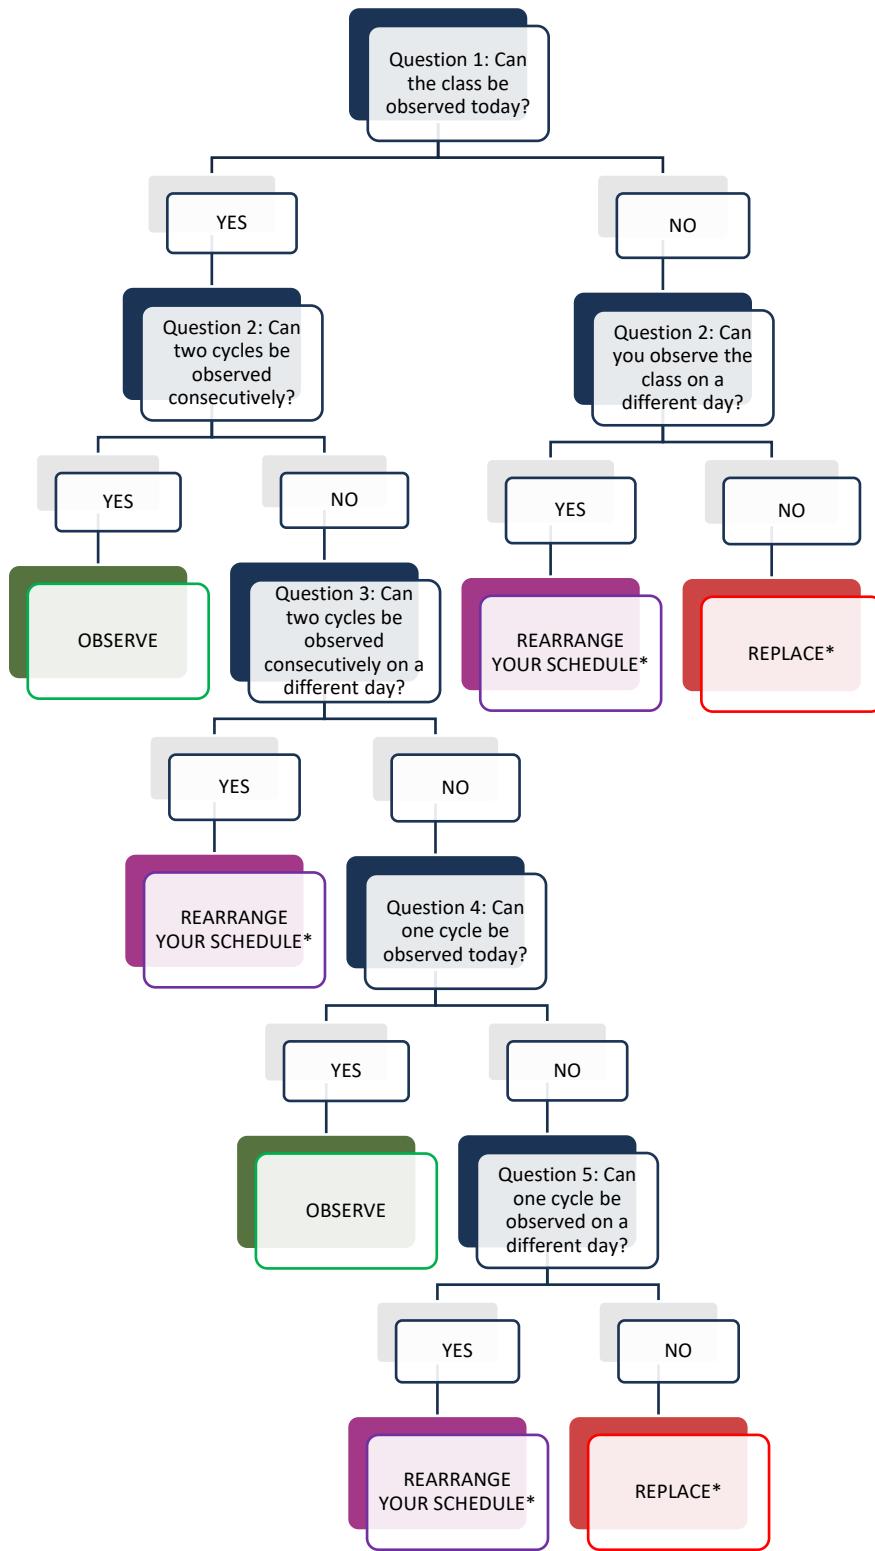 Question 1: Can
the class be
observed today?
YES
NO
Question 2: Can
two cycles be
observed
consecutively?
Question 2: Can
you observe the
class on a
different day?
YES
NO
YES
NO
OBSERVE
Question 3: Can
two cycles be
observed
consecutively on a
different day?
REARRANGE
YOUR SCHEDULE*
REPLACE*
YES
NO
REARRANGE
YOUR SCHEDULE*
Question 4: Can
one cycle be
observed today?
YES
NO
OBSERVE
Question 5: Can
one cycle be
observed on a
different day?
YES
NO
REARRANGE
YOUR SCHEDULE*
REPLACE*